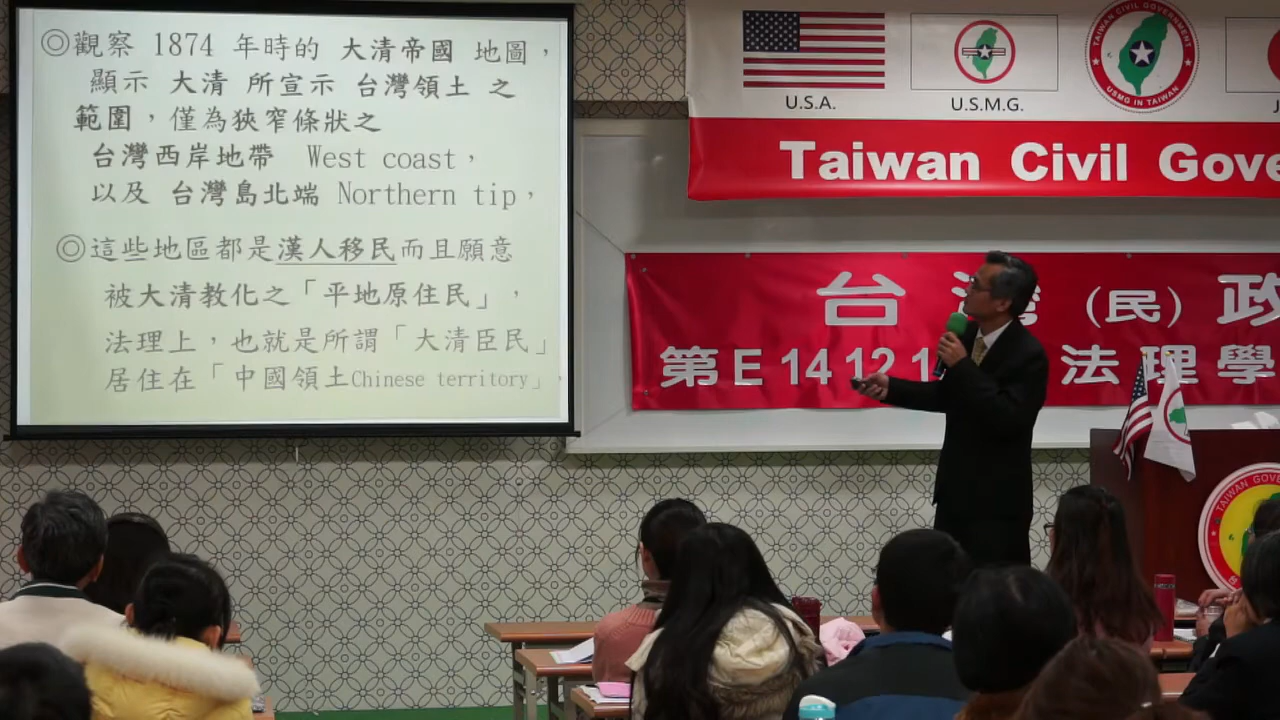 ◎觀察 1874 年時的 大清帝國 地圖，
顯示 大清 所宣示 台灣領土 之
範圍，僅為狹窄條狀之
台灣西岸地帶 West coast，
以及 台灣島北端 Northern tip，
◎這些地區都是漢人移民而且願意
被大清教化之「平地原住民」，
法理上，也就是所謂「大清臣民」
居住在「中國領土Chinese territory」，
U.S.A.
U.S.M.G.
TAIWAN CIVIL GOVERNMENT
USMG IN TAIWAN
J
Taiwan Civil Gove
台灣（民）政
第E 14 12 1
法理學
TAIWAN GOVER